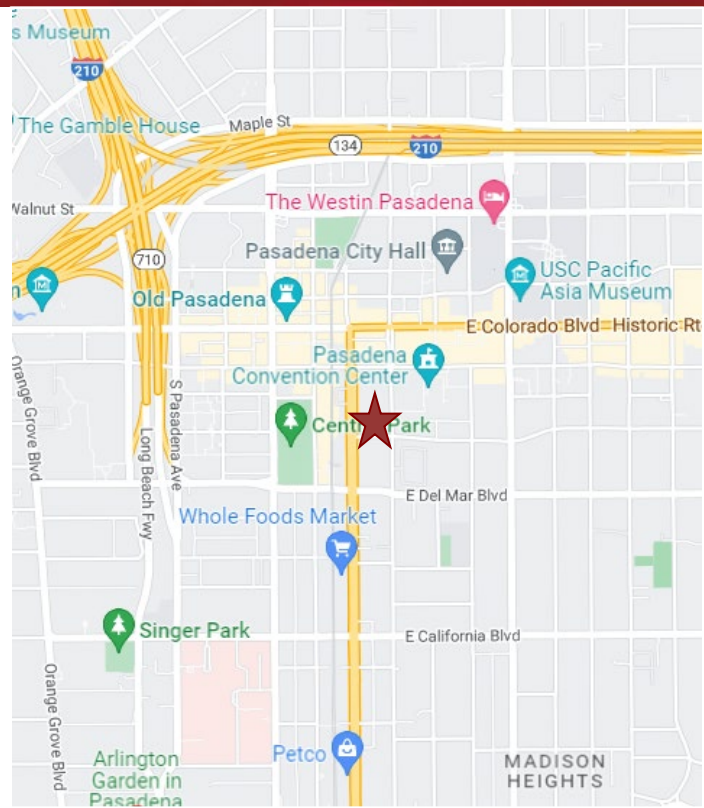 s Museum
210
The Gamble House
Maple St
134
210
Walnut St
The Westin Pasadena
Pasadena City Hall
710
USC Pacific
Asia Museum
n
Old Pasadena
E Colorado Blvd
Historic Rt
Pasadena
Convention Center
Orange Grove Blvd
S Pasadena Ave
Long Beach Fwy
Park
E Del Mar Blvd
Whole Foods Market
Singer Park
E California Blvd
Orange Grove Blvd
Petco
Arlington
Garden in
Pasadena
MADISON
HEIGHTS